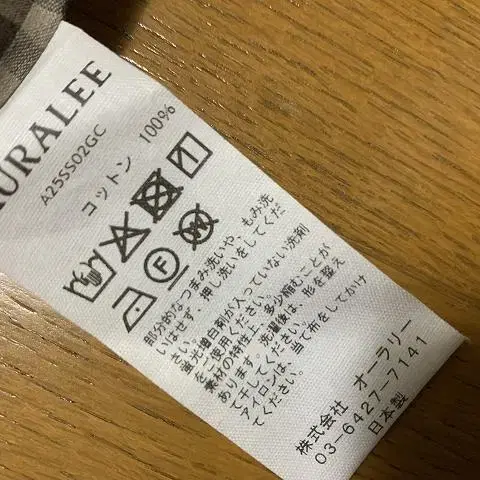 AURALEE
A25SS02GC
コットン 100%
F
W
部分的なつまみ洗いや、もみ洗
いはせず、押し洗いをしてくだ
さい。
蛍光増白剤が入っていない洗剤
をご使用ください。
素材の特性上、多少縮むことが
あります。洗濯後は、形を整え
て干してください。
アイロンは、当て布をしてかけ
株式会社 オーラリー
03-6427-7141
日本製